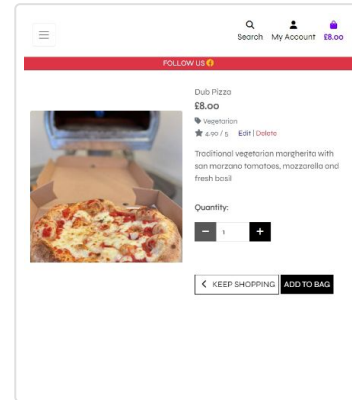 Search My Account £8.00
FOLLOW US
Dub Pizza
£8.00
Vegetarian
4.90 / 5 Edit | Delete
Traditional vegetarian margherita with
san marzano tomatoes, mozzarella and
fresh basil
Quantity:
1
KEEP SHOPPING ADD TO BAG